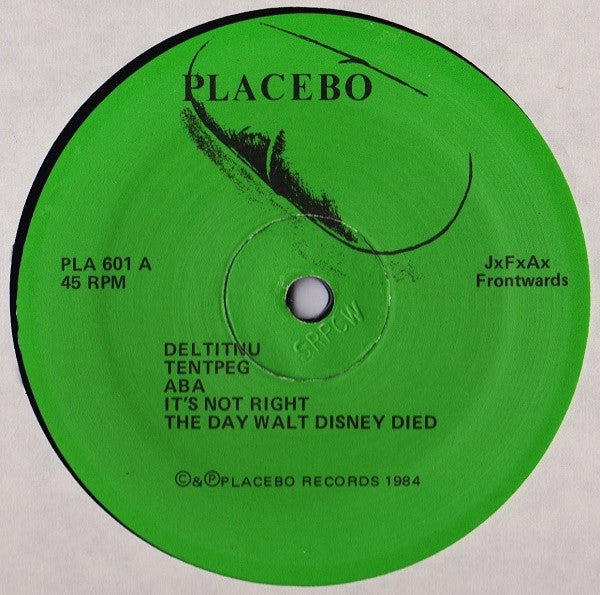 PLACEBO
PLA 601 A
45 RPM
JxFxAx
Frontwards
SRPCW
DELTITNU
TENTPEG
ABA
IT'S NOT RIGHT
THE DAY WALT DISNEY DIED
©&℗PLACEBO RECORDS 1984